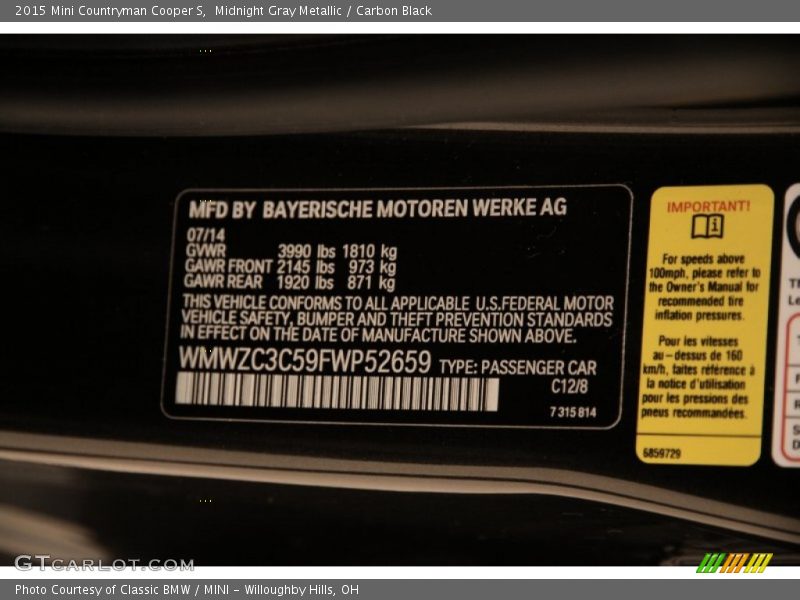 2015 Mini Countryman Cooper S, Midnight Gray Metallic / Carbon Black
MFD BY BAYERISCHE MOTOREN WERKE AG
07/14
GVWR 3990 lbs 1810 kg
GAWR FRONT 2145 lbs 973 kg
GAWR REAR 1920 lbs 871 kg
THIS VEHICLE CONFORMS TO ALL APPLICABLE U.S.FEDERAL MOTOR
VEHICLE SAFETY, BUMPER AND THEFT PREVENTION STANDARDS
IN EFFECT ON THE DATE OF MANUFACTURE SHOWN ABOVE.
WMWZC3C59FWP52659 TYPE: PASSENGER CAR
C12/8
7 315 814
IMPORTANT!
For speeds above
100mph, please refer to
the Owner's Manual for
recommended tire
inflation pressures.
Pour les vitesses
au-dessus de 160
km/h, faites référence à
la notice d'utilisation
pour les pressions des
pneus recommandées.
6859729
GTCARLOT.COM
Photo Courtesy of Classic BMW / MINI - Willoughby Hills, OH